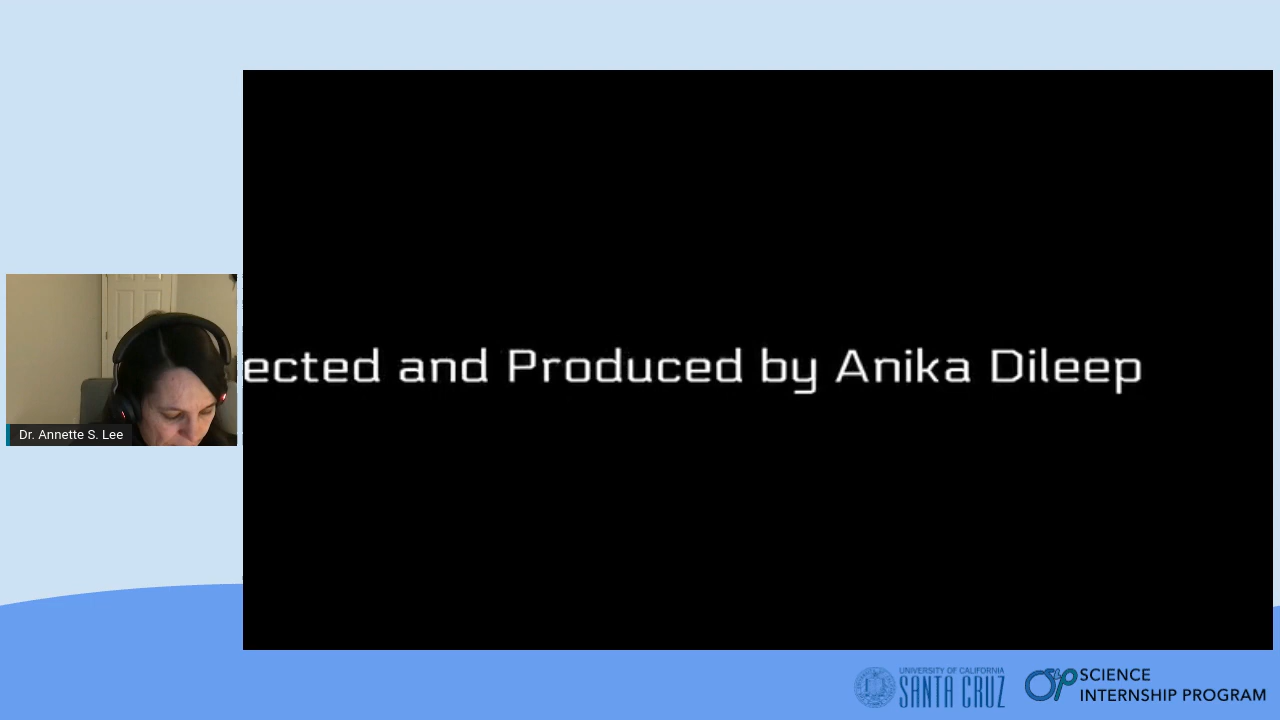 ected and Produced by Anika Dileep
Dr. Annette S. Lee
UNIVERSITY OF CALIFORNIA
SANTA CRUZ
SCIENCE
INTERNSHIP PROGRAM